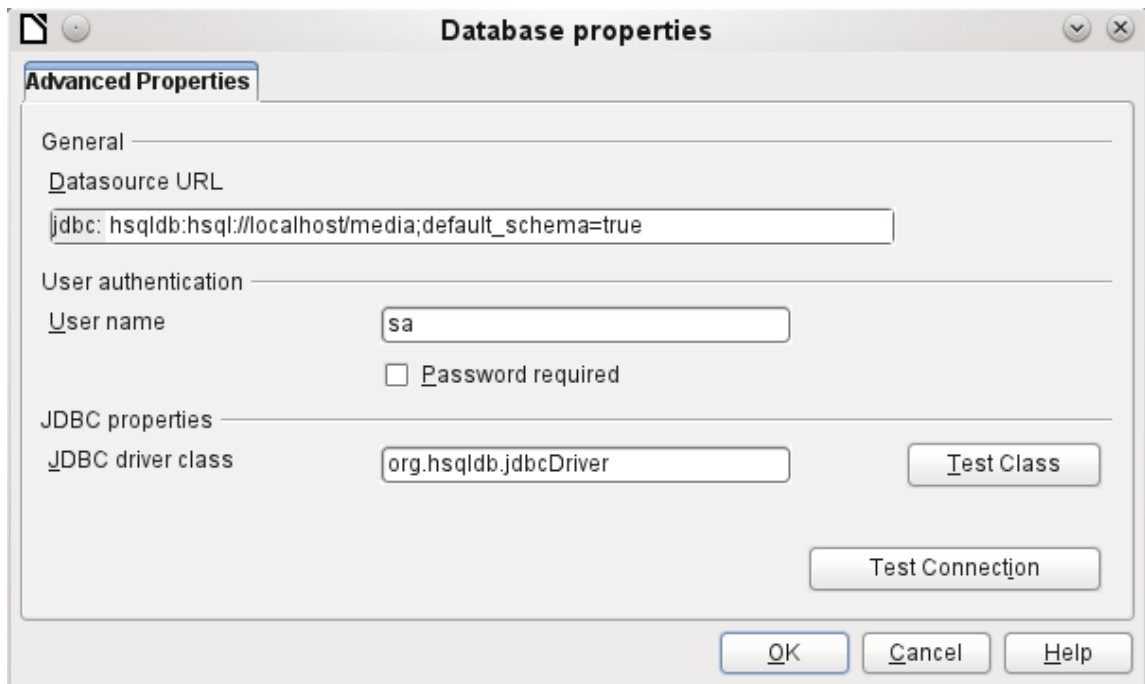 Database properties
Advanced Properties
General
Datasource URL
jdbc: hsqldb:hsql://localhost/media;default_schema=true
User authentication
User name
sa
Password required
JDBC properties
JDBC driver class
org.hsqldb.jdbcDriver
Test Class
Test Connection
OK
Cancel
Help